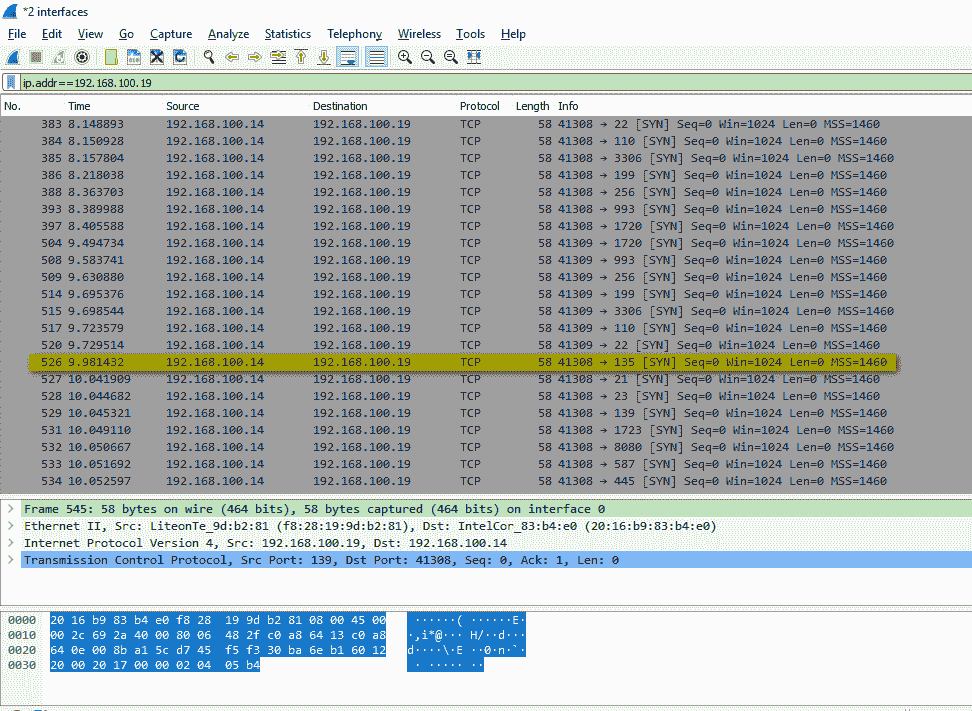 *2 interfaces
File Edit View Go Capture Analyze Statistics Telephony Wireless Tools Help
ip.addr==192.168.100.19
No. Time Source Destination Protocol Length Info
383 8.148893 192.168.100.14 192.168.100.19 TCP 58 41308 → 22 [SYN] Seq=0 Win=1024 Len=0 MSS=1460
384 8.150928 192.168.100.14 192.168.100.19 TCP 58 41308 → 110 [SYN] Seq=0 Win=1024 Len=0 MSS=1460
385 8.157804 192.168.100.14 192.168.100.19 TCP 58 41308 → 3306 [SYN] Seq=0 Win=1024 Len=0 MSS=1460
386 8.218038 192.168.100.14 192.168.100.19 TCP 58 41308 → 199 [SYN] Seq=0 Win=1024 Len=0 MSS=1460
388 8.363703 192.168.100.14 192.168.100.19 TCP 58 41308 → 256 [SYN] Seq=0 Win=1024 Len=0 MSS=1460
393 8.389988 192.168.100.14 192.168.100.19 TCP 58 41308 → 993 [SYN] Seq=0 Win=1024 Len=0 MSS=1460
397 8.405588 192.168.100.14 192.168.100.19 TCP 58 41308 → 1720 [SYN] Seq=0 Win=1024 Len=0 MSS=1460
504 9.494734 192.168.100.14 192.168.100.19 TCP 58 41309 → 1720 [SYN] Seq=0 Win=1024 Len=0 MSS=1460
508 9.583741 192.168.100.14 192.168.100.19 TCP 58 41309 → 993 [SYN] Seq=0 Win=1024 Len=0 MSS=1460
509 9.630880 192.168.100.14 192.168.100.19 TCP 58 41309 → 256 [SYN] Seq=0 Win=1024 Len=0 MSS=1460
514 9.695376 192.168.100.14 192.168.100.19 TCP 58 41309 → 199 [SYN] Seq=0 Win=1024 Len=0 MSS=1460
515 9.698544 192.168.100.14 192.168.100.19 TCP 58 41309 → 3306 [SYN] Seq=0 Win=1024 Len=0 MSS=1460
517 9.723579 192.168.100.14 192.168.100.19 TCP 58 41309 → 110 [SYN] Seq=0 Win=1024 Len=0 MSS=1460
520 9.729514 192.168.100.14 192.168.100.19 TCP 58 41309 → 22 [SYN] Seq=0 Win=1024 Len=0 MSS=1460
526 9.981432 192.168.100.14 192.168.100.19 TCP 58 41308 → 135 [SYN] Seq=0 Win=1024 Len=0 MSS=1460
527 10.041909 192.168.100.14 192.168.100.19 TCP 58 41308 → 21 [SYN] Seq=0 Win=1024 Len=0 MSS=1460
528 10.044682 192.168.100.14 192.168.100.19 TCP 58 41308 → 23 [SYN] Seq=0 Win=1024 Len=0 MSS=1460
529 10.045321 192.168.100.14 192.168.100.19 TCP 58 41308 → 139 [SYN] Seq=0 Win=1024 Len=0 MSS=1460
531 10.049110 192.168.100.14 192.168.100.19 TCP 58 41308 → 1723 [SYN] Seq=0 Win=1024 Len=0 MSS=1460
532 10.050667 192.168.100.14 192.168.100.19 TCP 58 41308 → 8080 [SYN] Seq=0 Win=1024 Len=0 MSS=1460
533 10.051692 192.168.100.14 192.168.100.19 TCP 58 41308 → 587 [SYN] Seq=0 Win=1024 Len=0 MSS=1460
534 10.052597 192.168.100.14 192.168.100.19 TCP 58 41308 → 445 [SYN] Seq=0 Win=1024 Len=0 MSS=1460
Frame 545: 58 bytes on wire (464 bits), 58 bytes captured (464 bits) on interface 0
Ethernet II, Src: LiteonTe_9d:b2:81 (f8:28:19:9d:b2:81), Dst: IntelCor_83:b4:e0 (20:16:b9:83:b4:e0)
Internet Protocol Version 4, Src: 192.168.100.19, Dst: 192.168.100.14
Transmission Control Protocol, Src Port: 139, Dst Port: 41308, Seq: 0, Ack: 1, Len: 0
0000 20 16 b9 83 b4 e0 f8 28 19 9d b2 81 08 00 45 00 ······( ······E·
0010 00 2c 69 2a 40 00 80 06 48 2f c0 a8 64 13 c0 a8 ·,i*@··· H/··d···
0020 64 0e 00 8b a1 5c d7 45 f5 f3 30 ba 6e b1 60 12 d····\·E ··0·n·`·
0030 20 00 20 17 00 00 02 04 05 b4 · ······ ··